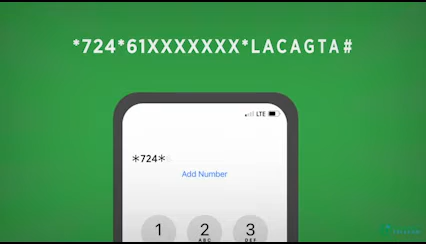 *724*61XXXXXXX*LACAGTA#
LTE
*724*
Add Number
1 2 3
ABC DEF